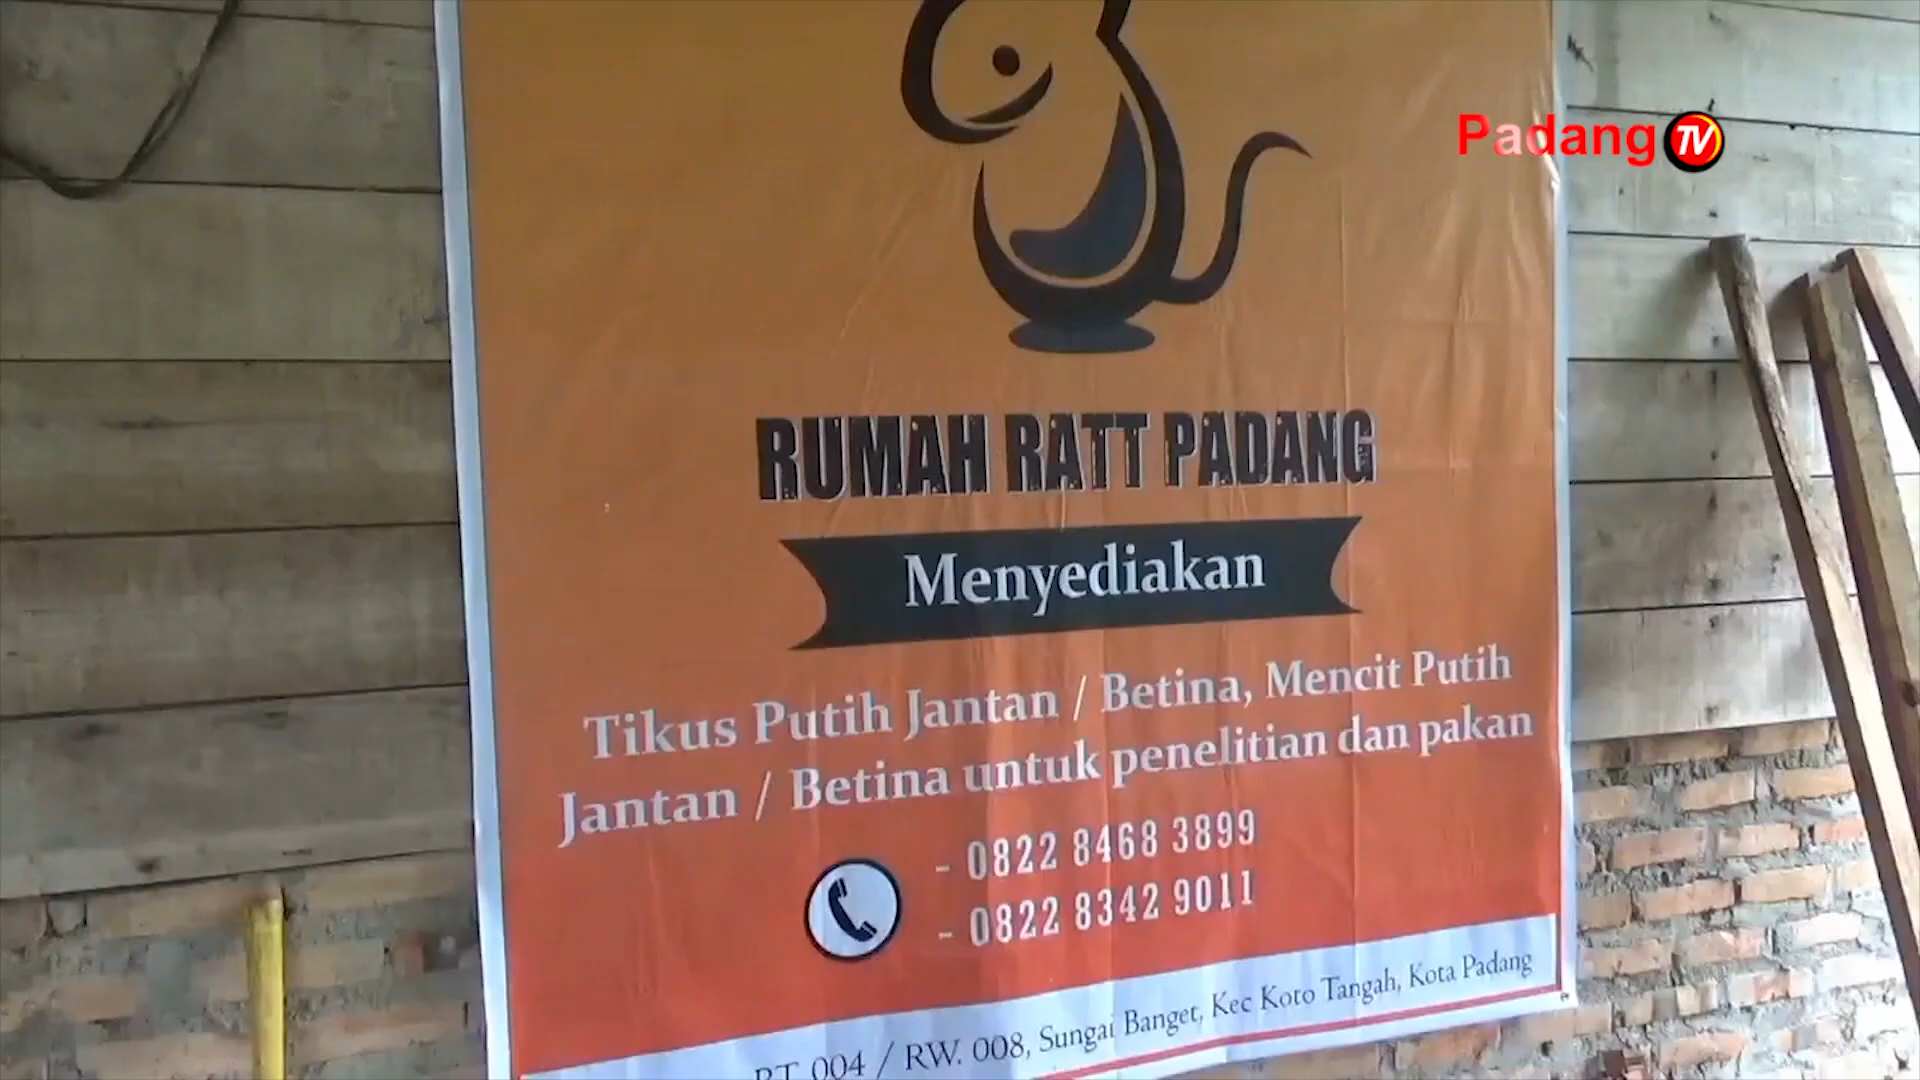 Padang TV
RUMAH RATT PADANG
Menyediakan
Tikus Putih Jantan / Betina, Mencit Putih
Jantan / Betina untuk penelitian dan pakan
- 0822 8468 3899
- 0822 8342 9011
RT. 004 / RW. 008, Sungai Banget, Kec Koto Tangah, Kota Padang